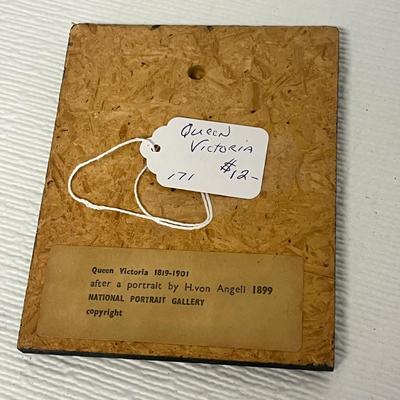 Queen
Victoria
171 $12-
Queen Victoria 1819-1901
after a portrait by H.von Angeli 1899
NATIONAL PORTRAIT GALLERY
copyright